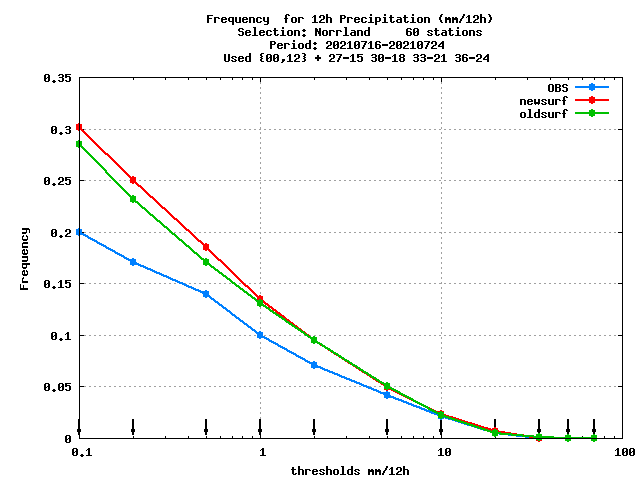 Frequency  for 12h Precipitation (mm/12h)
Selection: Norrland     60 stations
Period: 20210716-20210724
Used {00,12} + 27-15 30-18 33-21 36-24
OBS
newsurf
oldsurf
0.35
0.3
0.25
0.2
0.15
0.1
0.05
0
Frequency
0.1 1 10 100
thresholds mm/12h